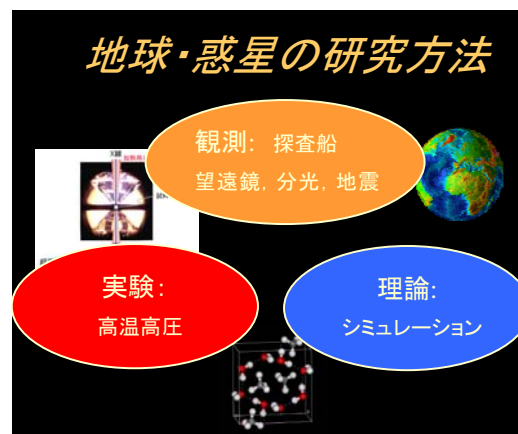 地球・惑星の研究方法
観測: 探査船
望遠鏡, 分光, 地震
実験:
高温高圧
理論:
シミュレーション